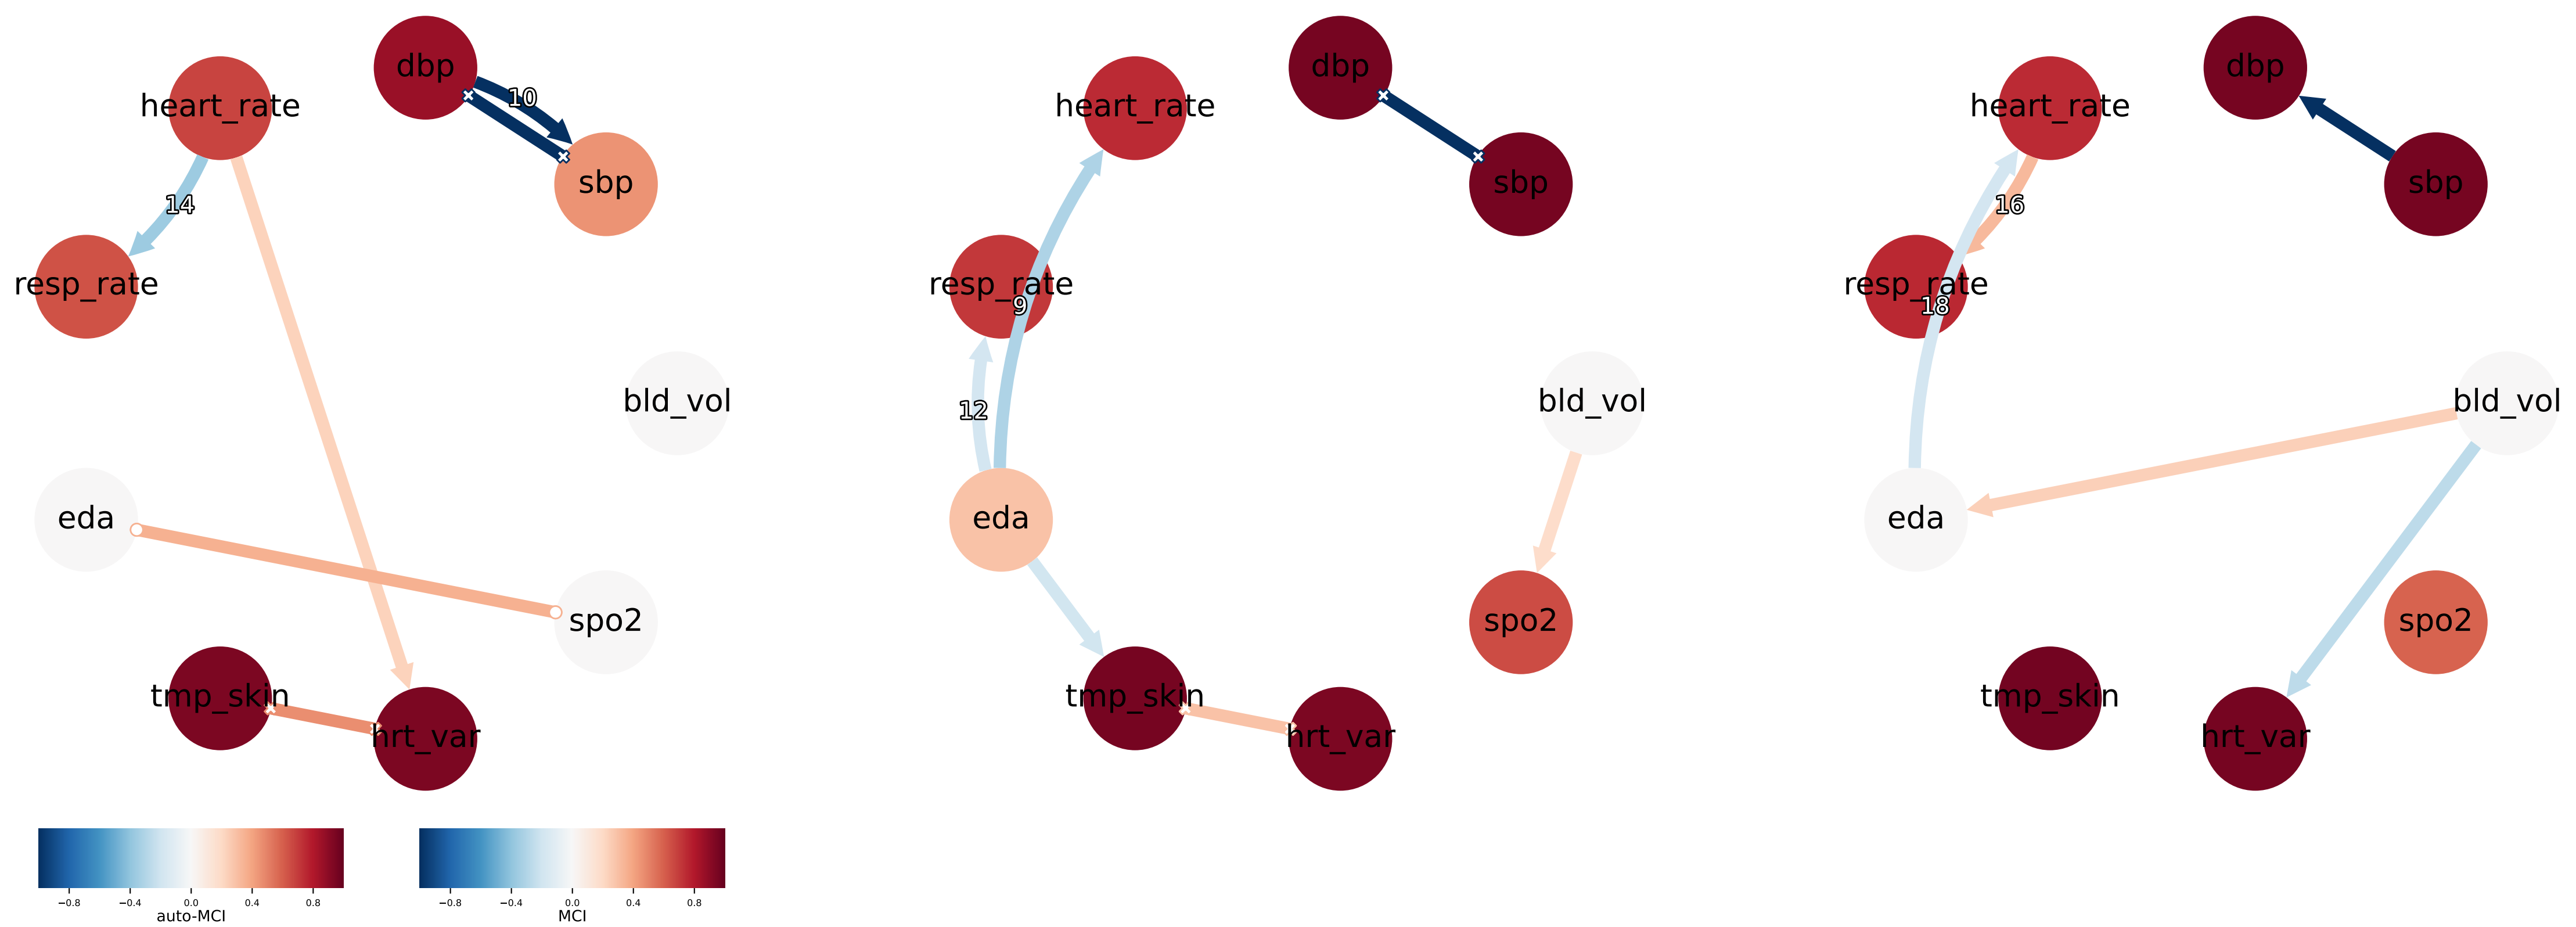 dbp
heart_rate
10
sbp
14
resp_rate
bld_vol
eda
spo2
tmp_skin
hrt_var
−0.8 −0.4 0.0 0.4 0.8
auto-MCI
−0.8 −0.4 0.0 0.4 0.8
MCI
dbp
heart_rate
sbp
resp_rate
9
bld_vol
12
eda
spo2
tmp_skin
hrt_var
dbp
heart_rate
sbp
16
resp_rate
18
bld_vol
eda
spo2
tmp_skin
hrt_var